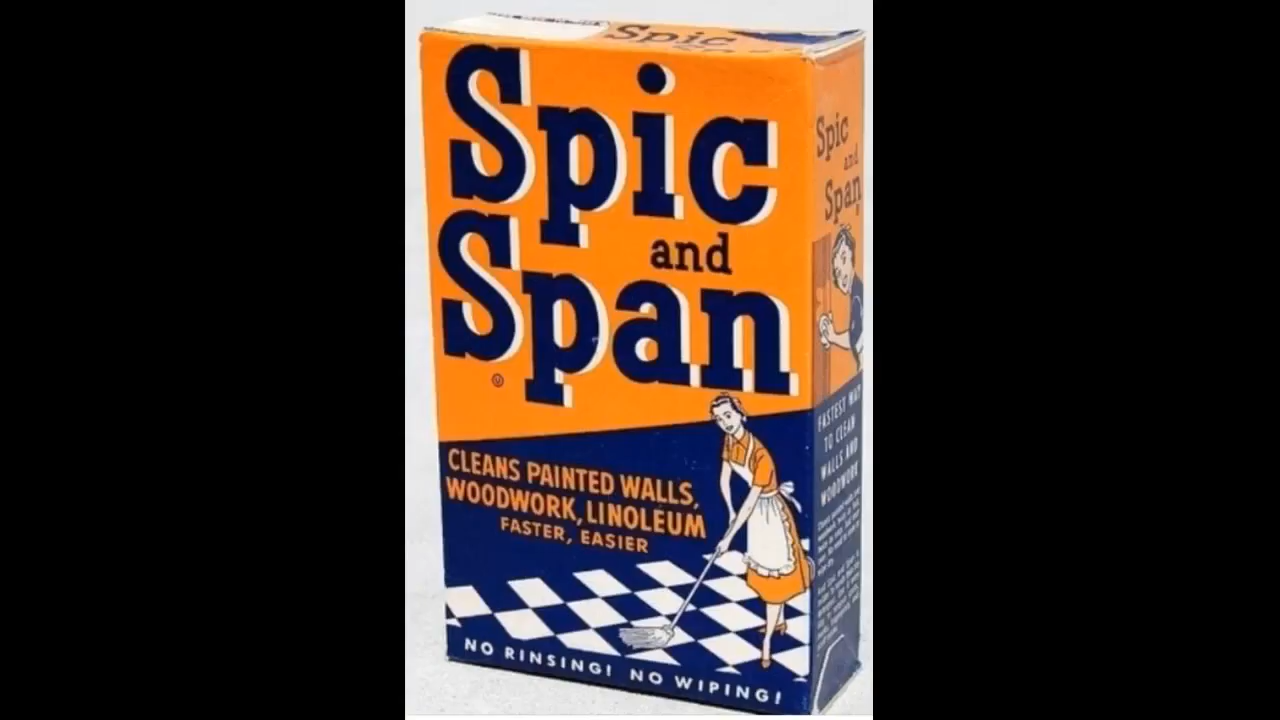 Spic
Spic
and
Span
CLEANS PAINTED WALLS,
WOODWORK, LINOLEUM
FASTER, EASIER
NO RINSING! NO WIPING!
Spic
and
Span
FASTEST WAY
TO CLEAN
WALLS AND
WOODWORK